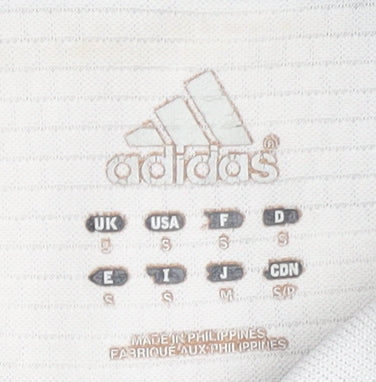 adidas®
UK USA F D
S S S S
E I J CDN
S S M S/P
MADE IN PHILIPPINES
FABRIQUE AUX PHILIPPINES